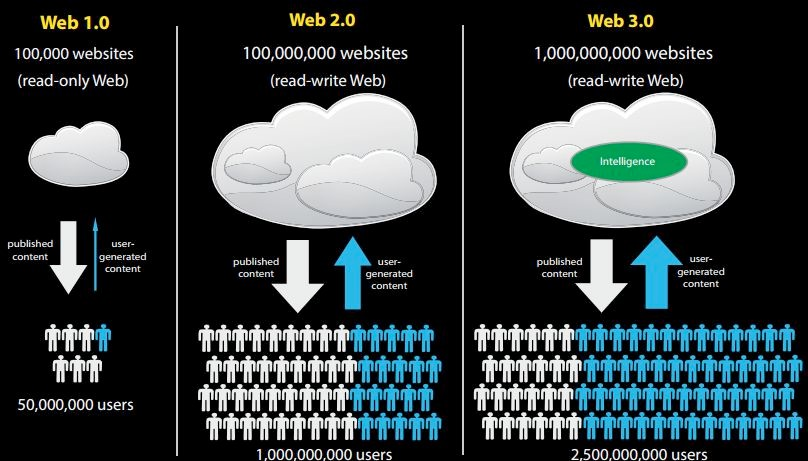 Web 1.0
100,000 websites
(read-only Web)
published
content
user-
generated
content
50,000,000 users
Web 2.0
100,000,000 websites
(read-write Web)
published
content
user-
generated
content
1,000,000,000 users
Web 3.0
1,000,000,000 websites
(read-write Web)
Intelligence
published
content
user-
generated
content
2,500,000,000 users